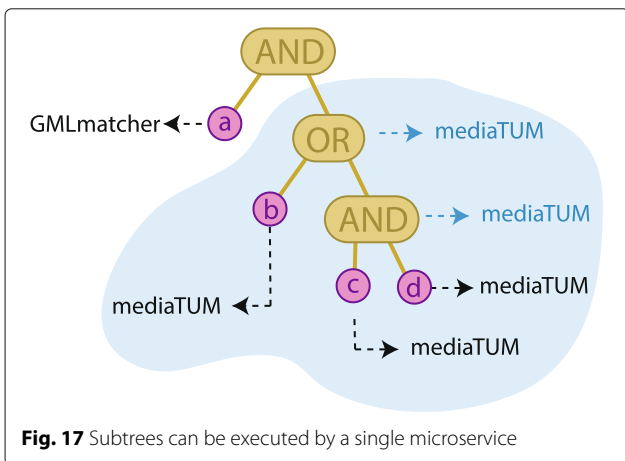 AND
GMLmatcher
a
OR
mediaTUM
b
AND
mediaTUM
c
d
mediaTUM
mediaTUM
mediaTUM
Fig. 17 Subtrees can be executed by a single microservice